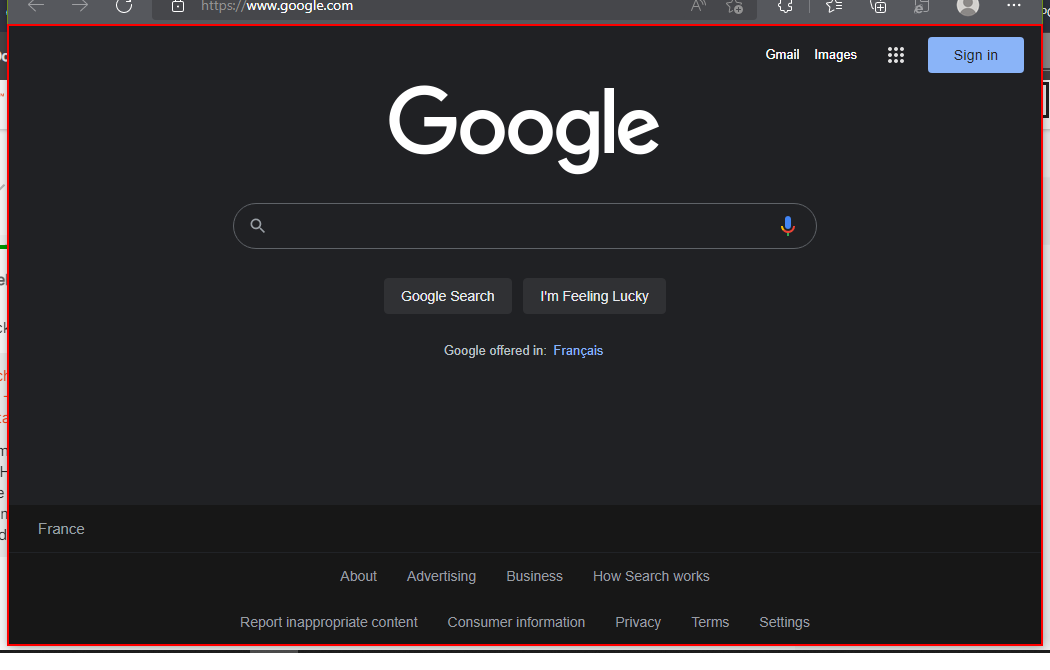 https://www.google.com
Gmail Images
Sign in
Google
Google Search I'm Feeling Lucky
Google offered in: Français
France
About Advertising Business How Search works
Report inappropriate content Consumer information Privacy Terms Settings